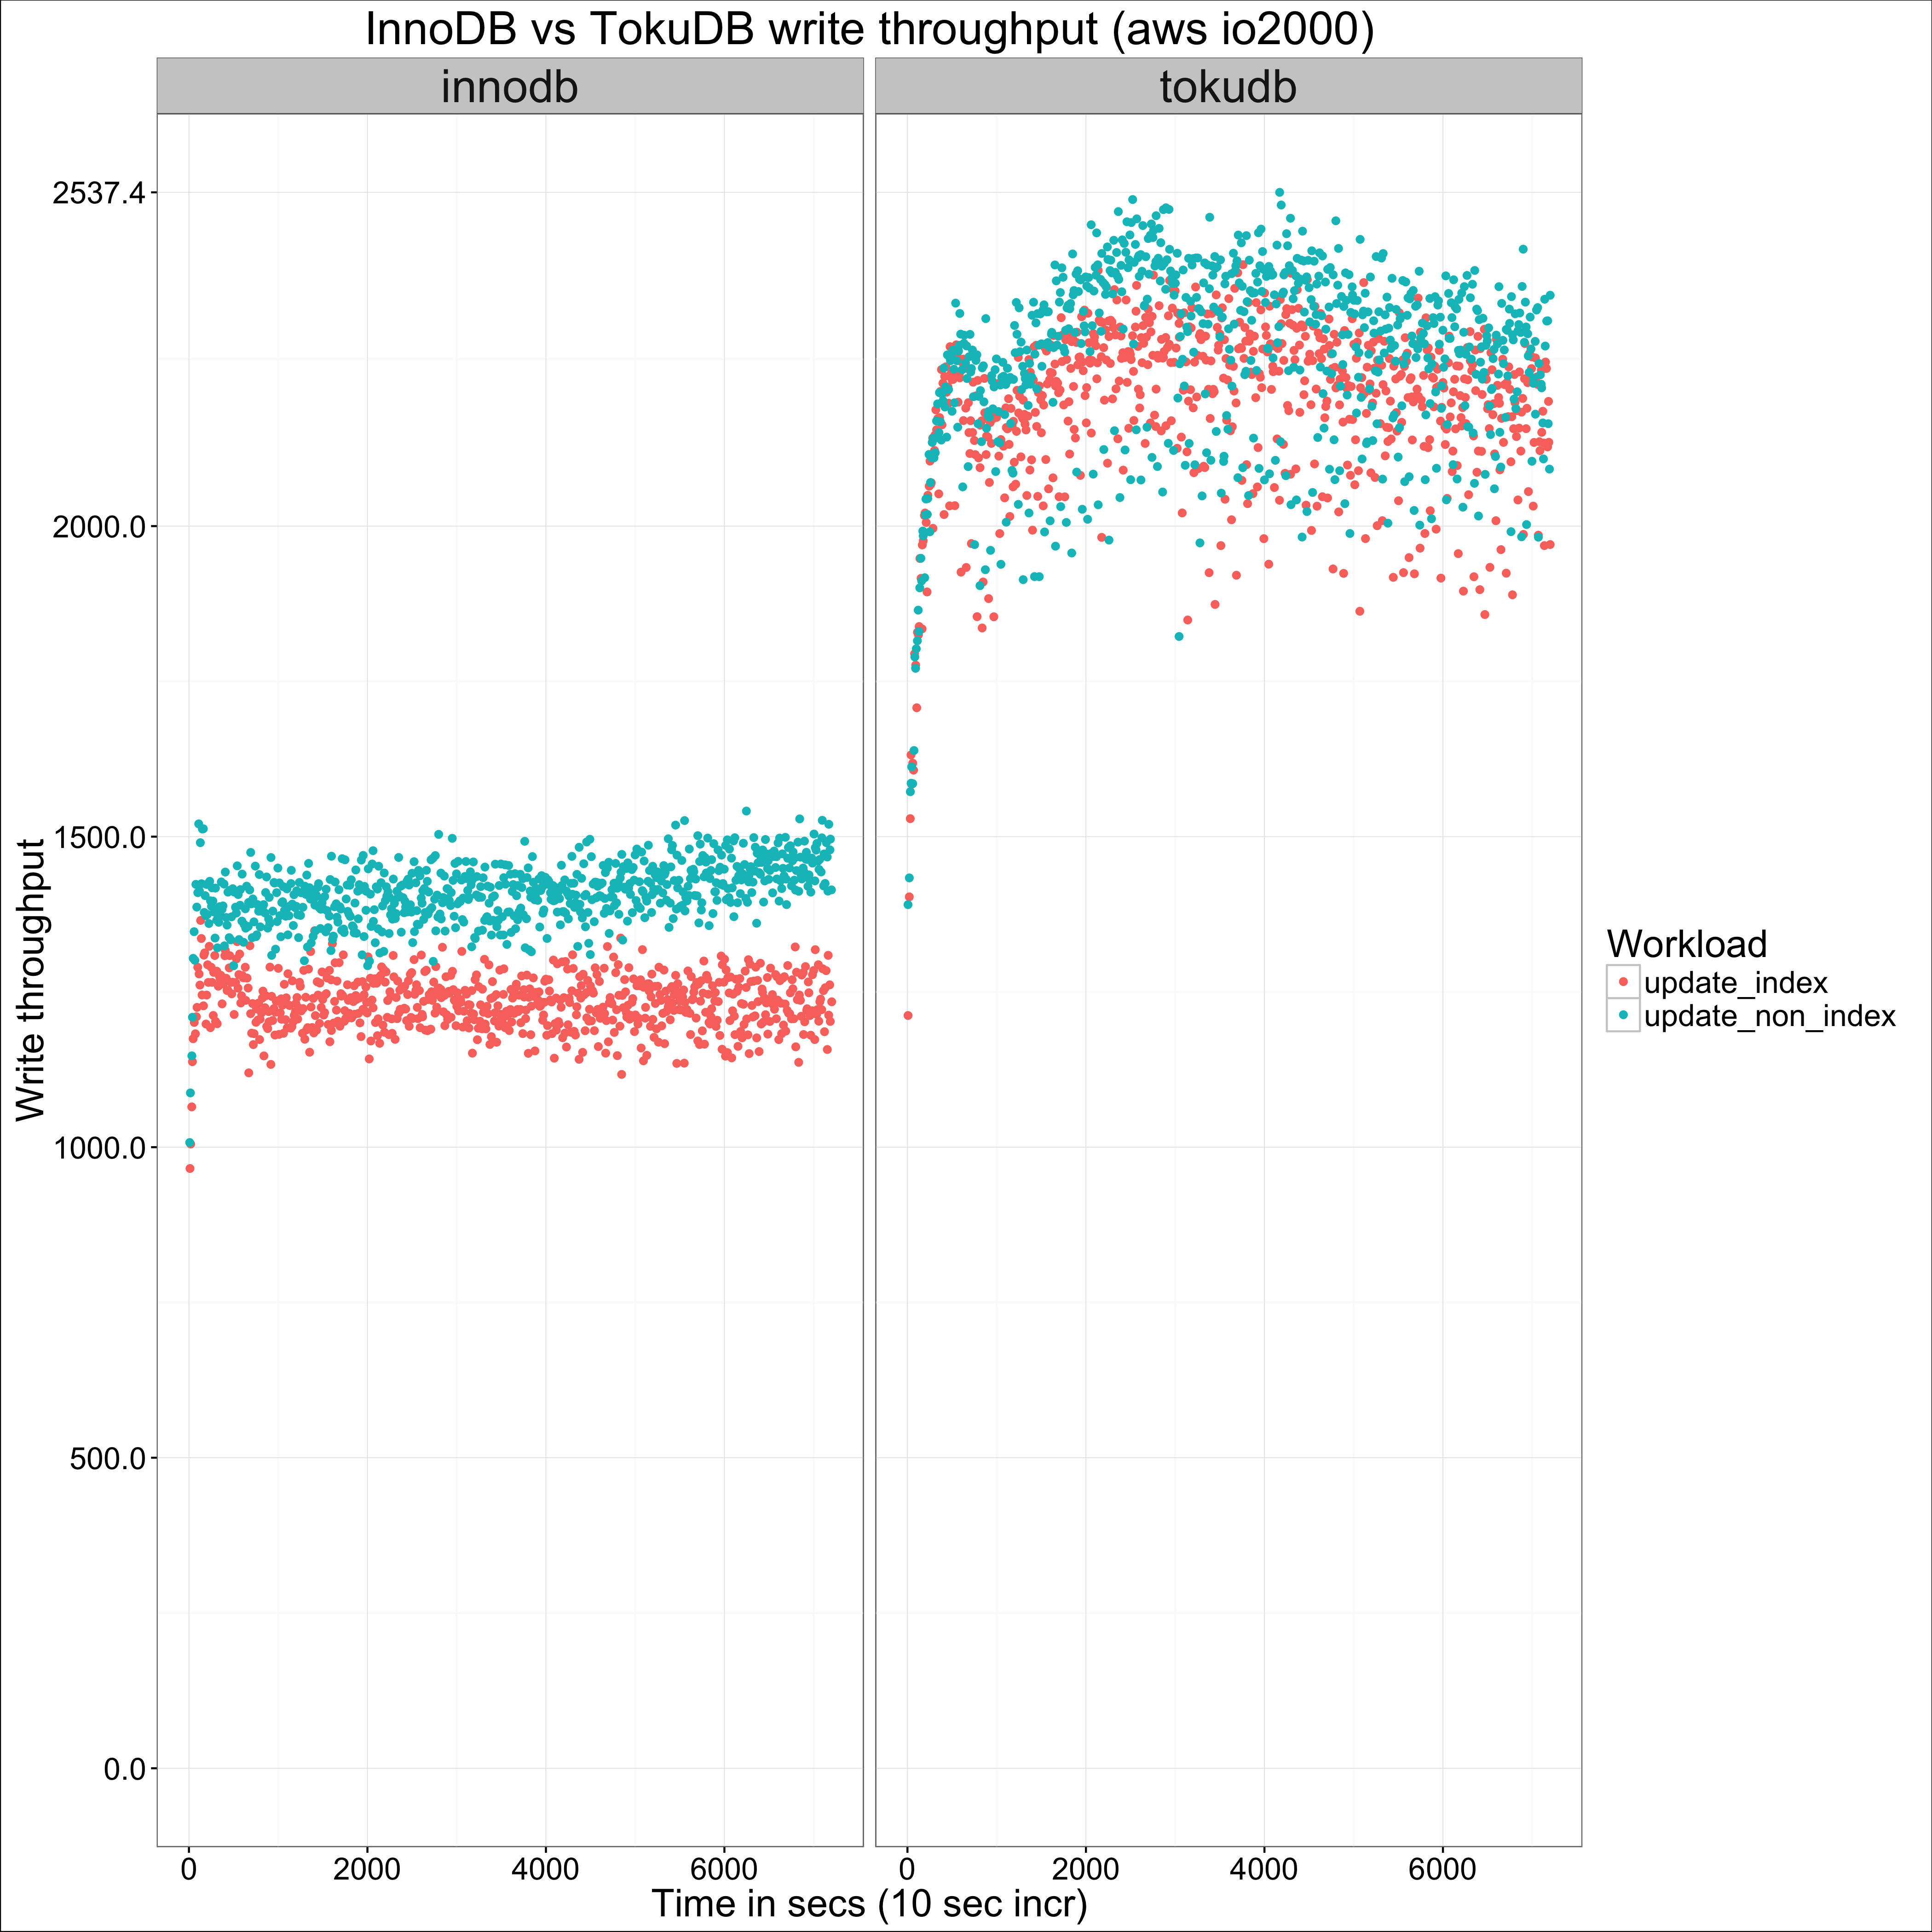 InnoDB vs TokuDB write throughput (aws io2000)
innodb
tokudb
Write throughput
2537.4
2000.0
1500.0
1000.0
500.0
0.0
0 2000 4000 6000
0 2000 4000 6000
Time in secs (10 sec incr)
Workload
update_index
update_non_index